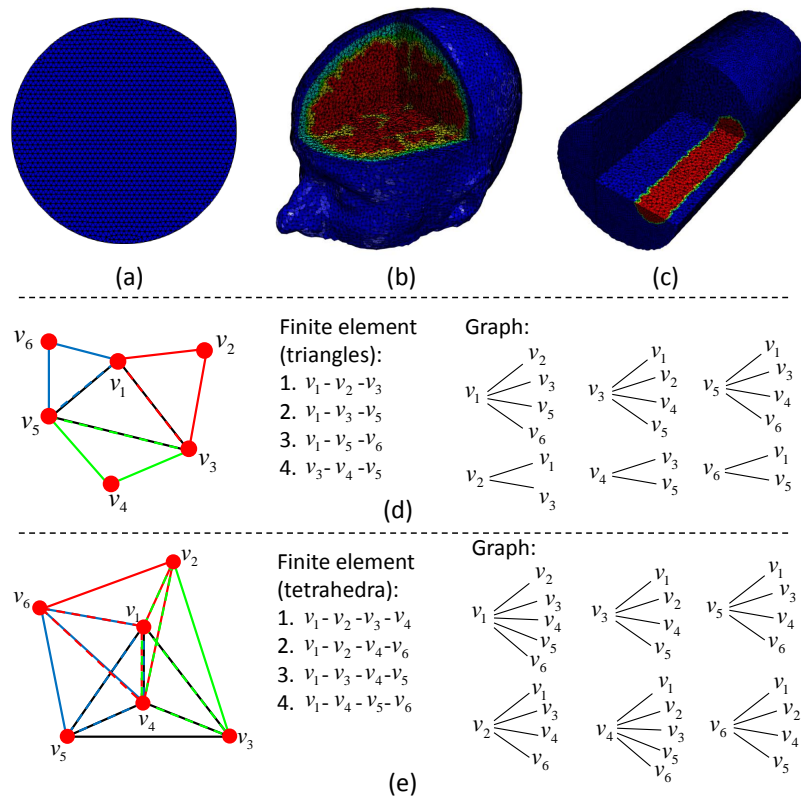 (a)
(b)
(c)
Finite element
(triangles):
1. v1 - v2 - v3
2. v1 - v3 - v5
3. v1 - v5 - v6
4. v3 - v4 - v5
Graph:
v6
v2
v1
v5
v3
v4
v1
v2
v3
v5
v6
v3
v1
v2
v4
v5
v5
v1
v3
v4
v6
v2
v1
v3
v4
v3
v5
v6
v1
v5
(d)
Finite element
(tetrahedra):
1. v1 - v2 - v3 - v4
2. v1 - v2 - v4 - v6
3. v1 - v3 - v4 - v5
4. v1 - v4 - v5 - v6
Graph:
v2
v6
v1
v4
v5
v3
v1
v2
v3
v4
v5
v6
v3
v1
v2
v4
v5
v5
v1
v3
v4
v6
v2
v1
v3
v4
v6
v4
v1
v2
v3
v5
v6
v6
v1
v2
v4
v5
(e)